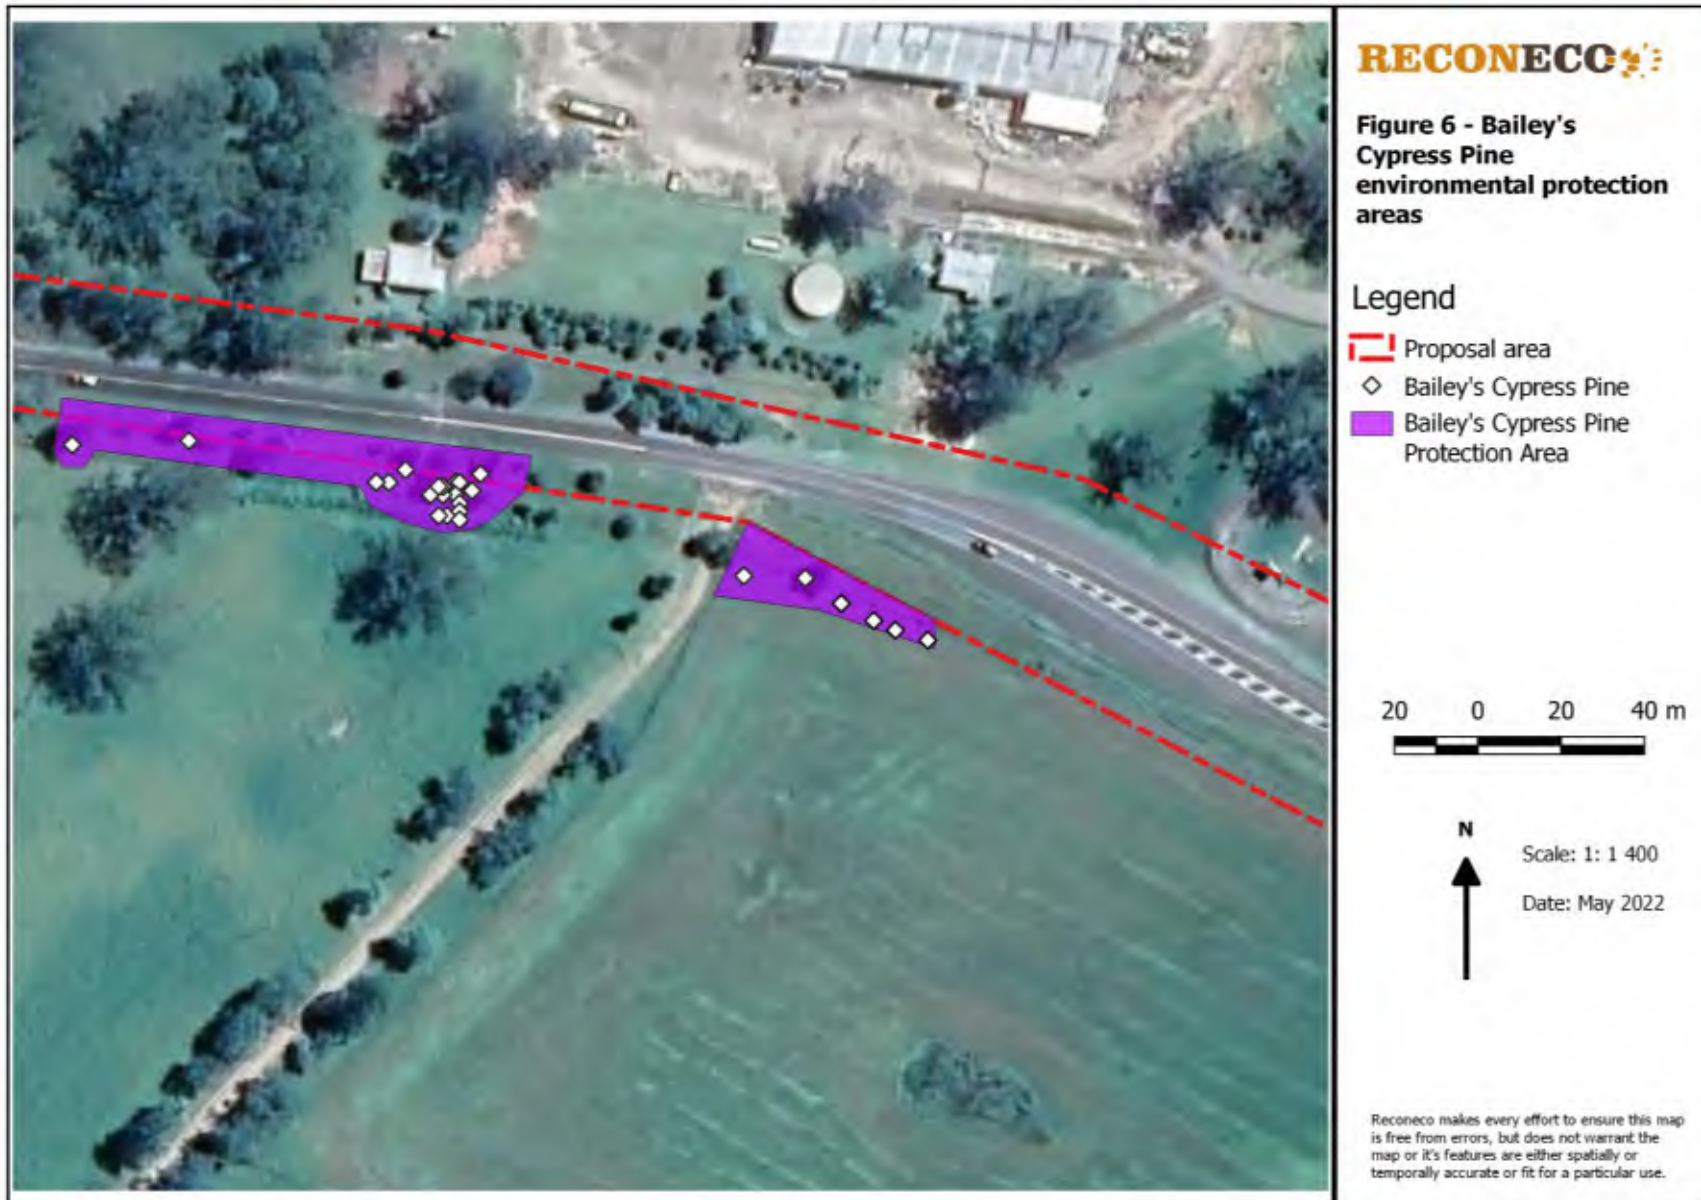 RECONECO
Figure 6 - Bailey's
Cypress Pine
environmental protection
areas
Legend
Proposal area
Bailey's Cypress Pine
Bailey's Cypress Pine
Protection Area
20 0 20 40 m
N
Scale: 1: 1 400
Date: May 2022
Reconeco makes every effort to ensure this map
is free from errors, but does not warrant the
map or it's features are either spatially or
temporally accurate or fit for a particular use.